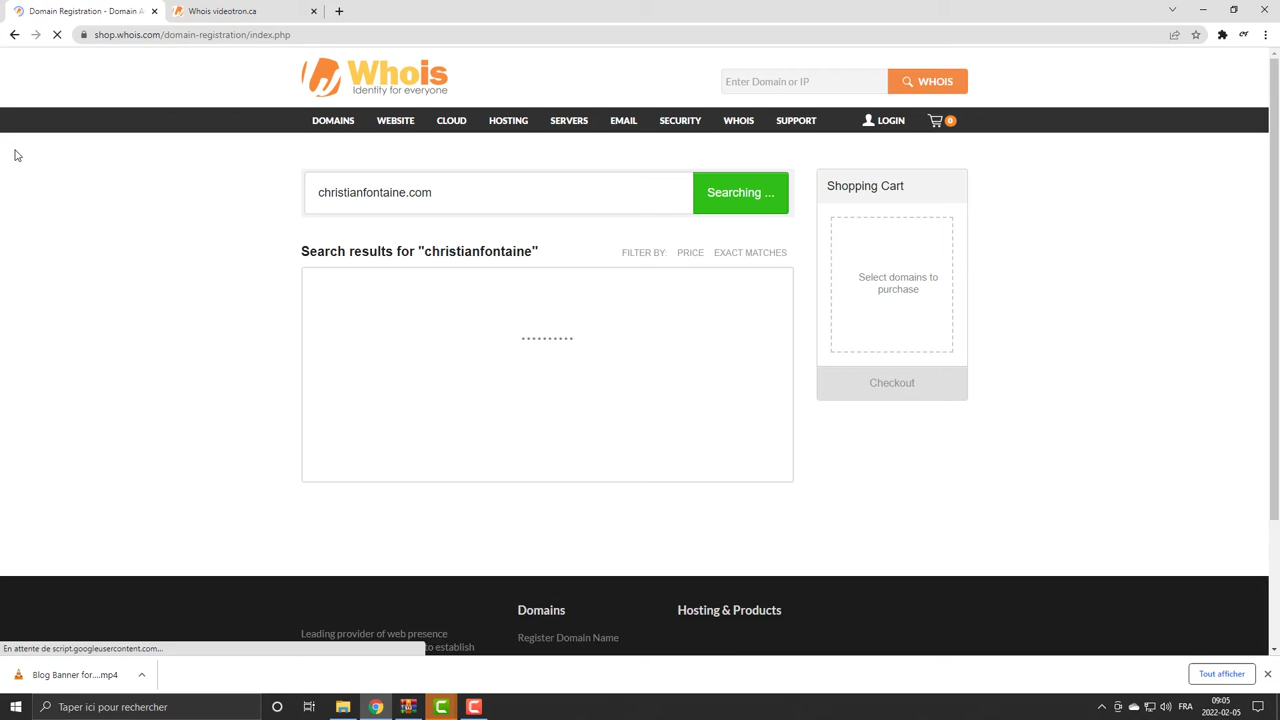 Domain Registration - Domain A
Whois videotron.ca
shop.whois.com/domain-registration/index.php
Whois
Identity for everyone
Enter Domain or IP
WHOIS
DOMAINS
WEBSITE
CLOUD
HOSTING
SERVERS
EMAIL
SECURITY
WHOIS
SUPPORT
LOGIN
0
christianfontaine.com
Searching ...
Shopping Cart
Search results for "christianfontaine"
FILTER BY:
PRICE
EXACT MATCHES
Select domains to
purchase
Checkout
Domains
Hosting & Products
Leading provider of web presence
to establish
Register Domain Name
En attente de script.googleusercontent.com...
Blog Banner for....mp4
Tout afficher
Taper ici pour rechercher
FRA
09:05
2022-02-05